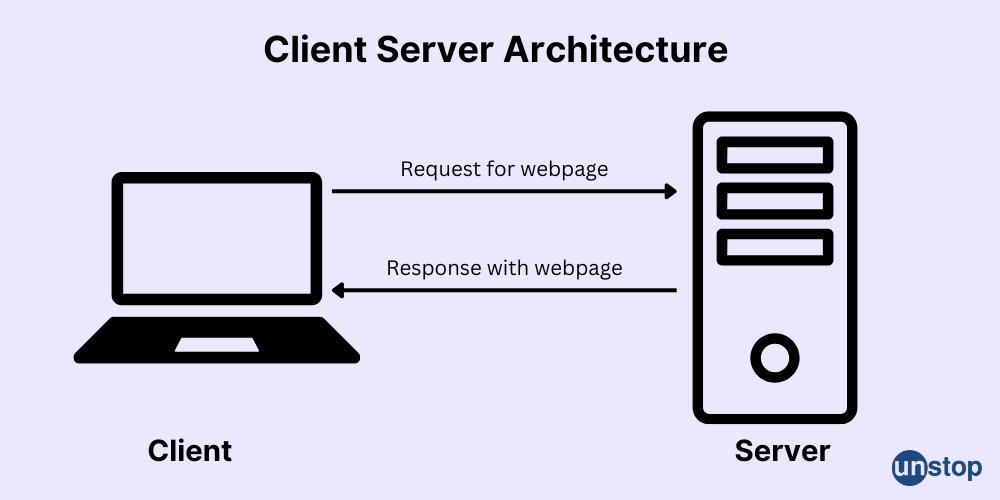 Client Server Architecture
Request for webpage
Response with webpage
Client
Server
unstop